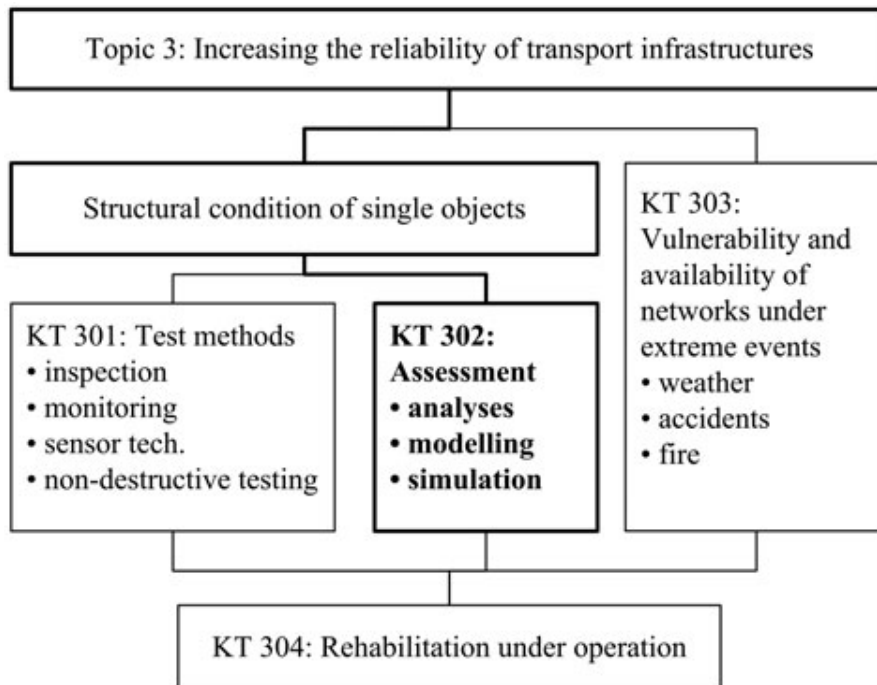 Topic 3: Increasing the reliability of transport infrastructures
Structural condition of single objects
KT 301: Test methods
• inspection
• monitoring
• sensor tech.
• non-destructive testing
KT 302:
Assessment
• analyses
• modelling
• simulation
KT 303:
Vulnerability and
availability of
networks under
extreme events
• weather
• accidents
• fire
KT 304: Rehabilitation under operation